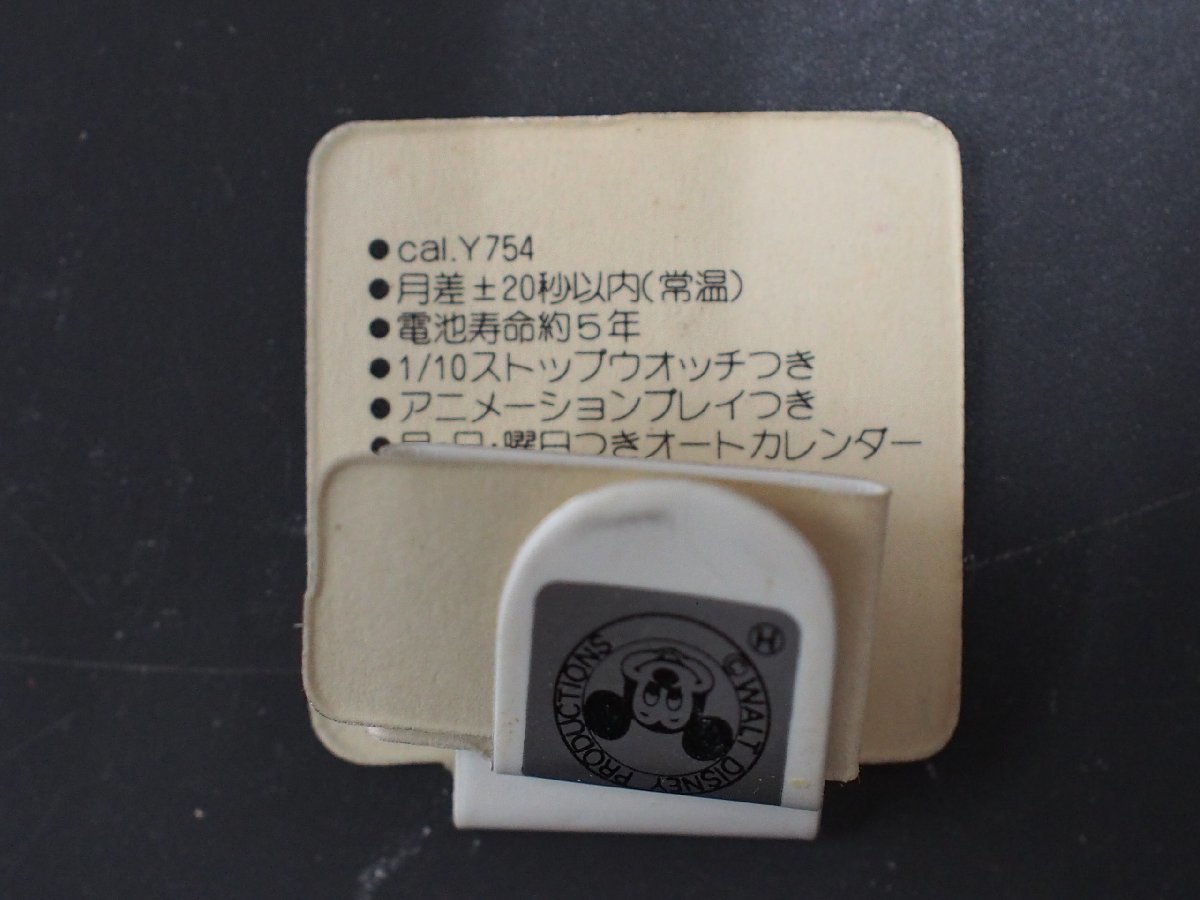 ●cal.Y754
●月差±20秒以内(常温)
●電池寿命約5年
●1/10ストップウオッチつき
●アニメーションプレイつき
●月・日・曜日つきオートカレンダー
Ⓗ
©WALT DISNEY PRODUCTIONS